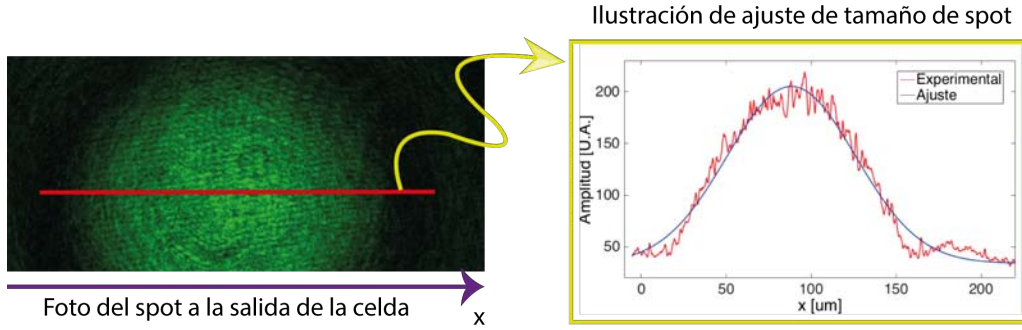 Ilustración de ajuste de tamaño de spot
Experimental
Ajuste
Amplitud [U.A.]
200
150
100
50
0
50
100
150
200
x [um]
Foto del spot a la salida de la celda
x